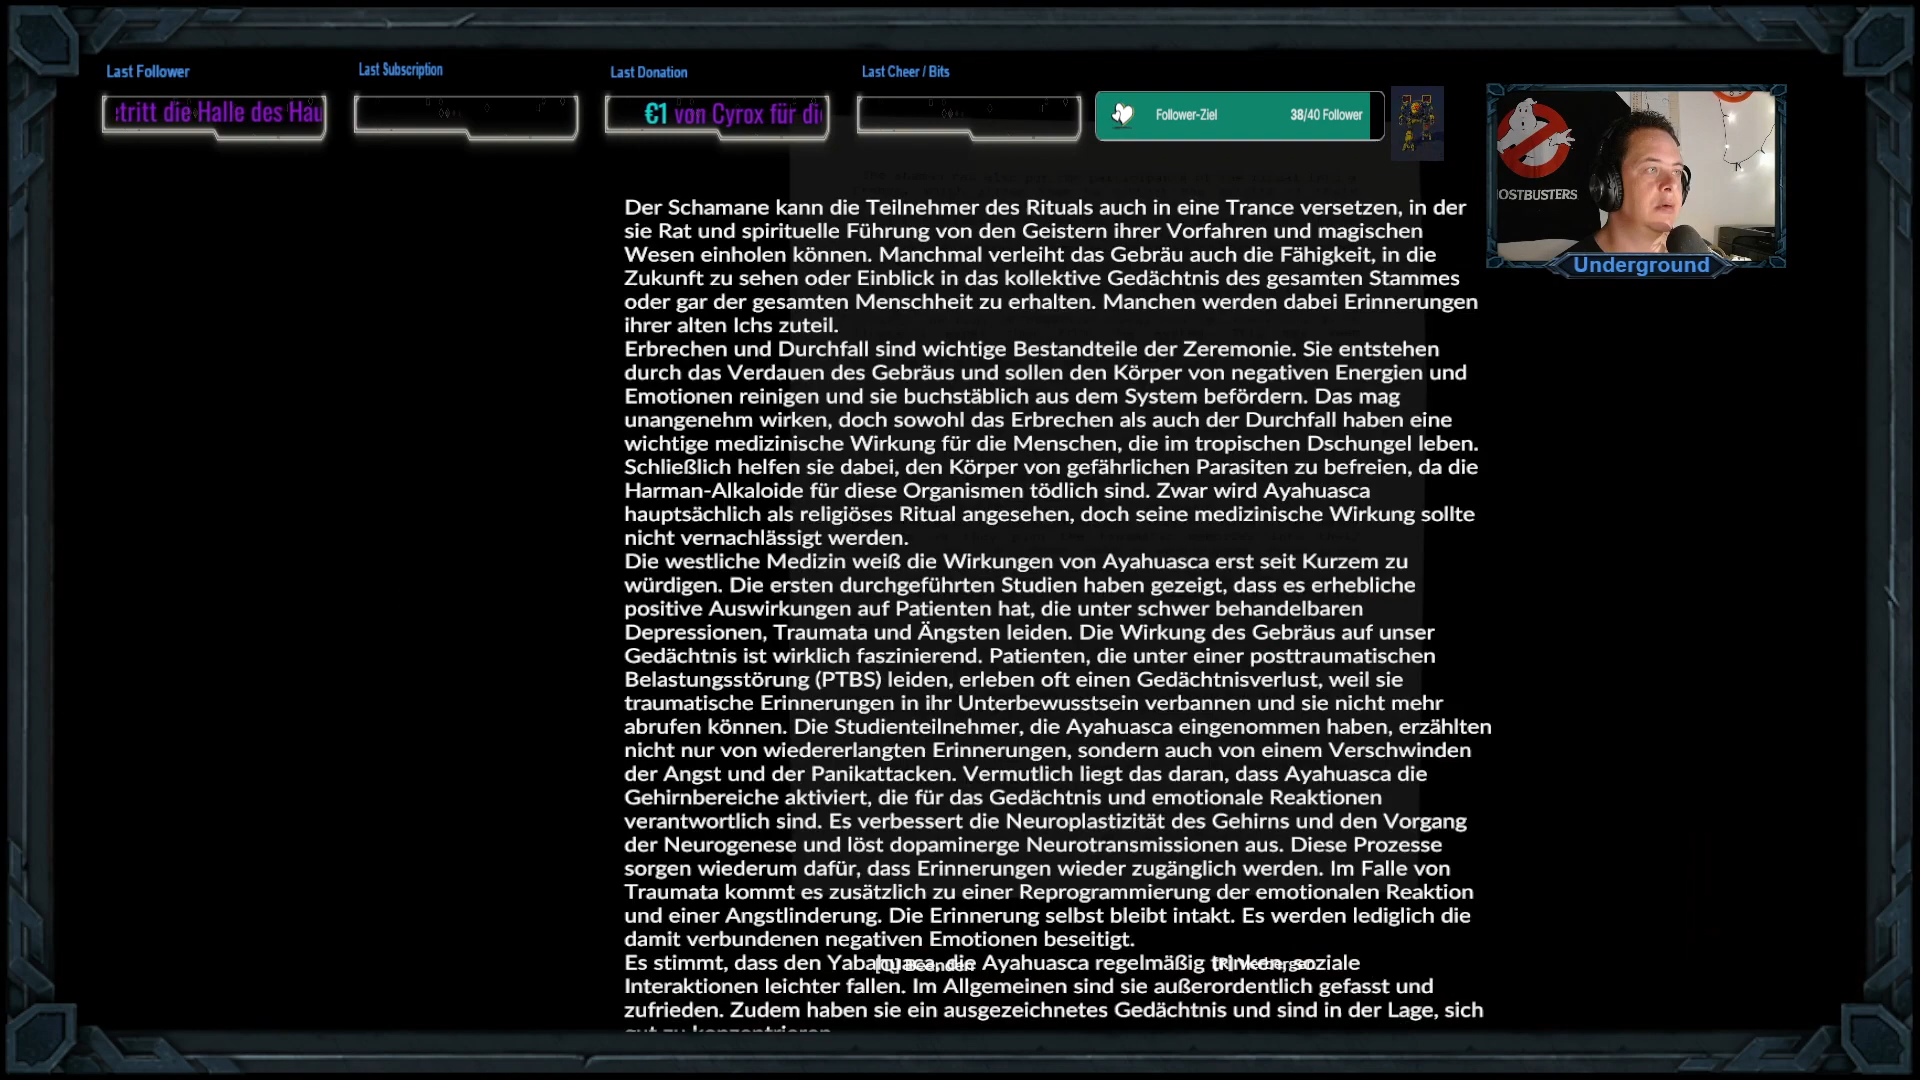 Last Follower
Last Subscription
Last Donation
Last Cheer / Bits
tritt die Halle des Hau
€1 von Cyrox für die
Follower-Ziel 38/40 Follower
OSTBUSTERS
Underground
Der Schamane kann die Teilnehmer des Rituals auch in eine Trance versetzen, in der
sie Rat und spirituelle Führung von den Geistern ihrer Vorfahren und magischen
Wesen einholen können. Manchmal verleiht das Gebräu auch die Fähigkeit, in die
Zukunft zu sehen oder Einblick in das kollektive Gedächtnis des gesamten Stammes
oder gar der gesamten Menschheit zu erhalten. Manchen werden dabei Erinnerungen
ihrer alten Ichs zuteil.
Erbrechen und Durchfall sind wichtige Bestandteile der Zeremonie. Sie entstehen
durch das Verdauen des Gebräus und sollen den Körper von negativen Energien und
Emotionen reinigen und sie buchstäblich aus dem System befördern. Das mag
unangenehm wirken, doch sowohl das Erbrechen als auch der Durchfall haben eine
wichtige medizinische Wirkung für die Menschen, die im tropischen Dschungel leben.
Schließlich helfen sie dabei, den Körper von gefährlichen Parasiten zu befreien, da die
Harman-Alkaloide für diese Organismen tödlich sind. Zwar wird Ayahuasca
hauptsächlich als religiöses Ritual angesehen, doch seine medizinische Wirkung sollte
nicht vernachlässigt werden.
Die westliche Medizin weiß die Wirkungen von Ayahuasca erst seit Kurzem zu
würdigen. Die ersten durchgeführten Studien haben gezeigt, dass es erhebliche
positive Auswirkungen auf Patienten hat, die unter schwer behandelbaren
Depressionen, Traumata und Ängsten leiden. Die Wirkung des Gebräus auf unser
Gedächtnis ist wirklich faszinierend. Patienten, die unter einer posttraumatischen
Belastungsstörung (PTBS) leiden, erleben oft einen Gedächtnisverlust, weil sie
traumatische Erinnerungen in ihr Unterbewusstsein verbannen und sie nicht mehr
abrufen können. Die Studienteilnehmer, die Ayahuasca eingenommen haben, erzählten
nicht nur von wiedererlangten Erinnerungen, sondern auch von einem Verschwinden
der Angst und der Panikattacken. Vermutlich liegt das daran, dass Ayahuasca die
Gehirnbereiche aktiviert, die für das Gedächtnis und emotionale Reaktionen
verantwortlich sind. Es verbessert die Neuroplastizität des Gehirns und den Vorgang
der Neurogenese und löst dopaminerge Neurotransmissionen aus. Diese Prozesse
sorgen wiederum dafür, dass Erinnerungen wieder zugänglich werden. Im Falle von
Traumata kommt es zusätzlich zu einer Reprogrammierung der emotionalen Reaktion
und einer Angstlinderung. Die Erinnerung selbst bleibt intakt. Es werden lediglich die
damit verbundenen negativen Emotionen beseitigt.
Es stimmt, dass den Yabahuaca, die Ayahuasca regelmäßig trinken, soziale
[Q] Beenden
[R] Verbergen
Interaktionen leichter fallen. Im Allgemeinen sind sie außerordentlich gefasst und
zufrieden. Zudem haben sie ein ausgezeichnetes Gedächtnis und sind in der Lage, sich
gut zu konzentrieren.